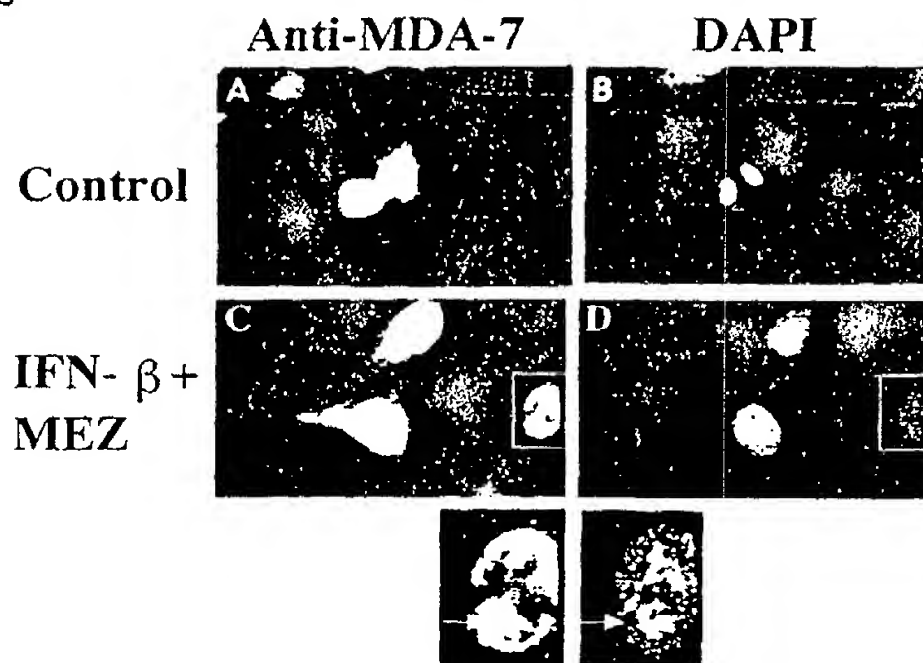 Anti-MDA-7 DAPI
A B
Control
C D
IFN- β +
MEZ